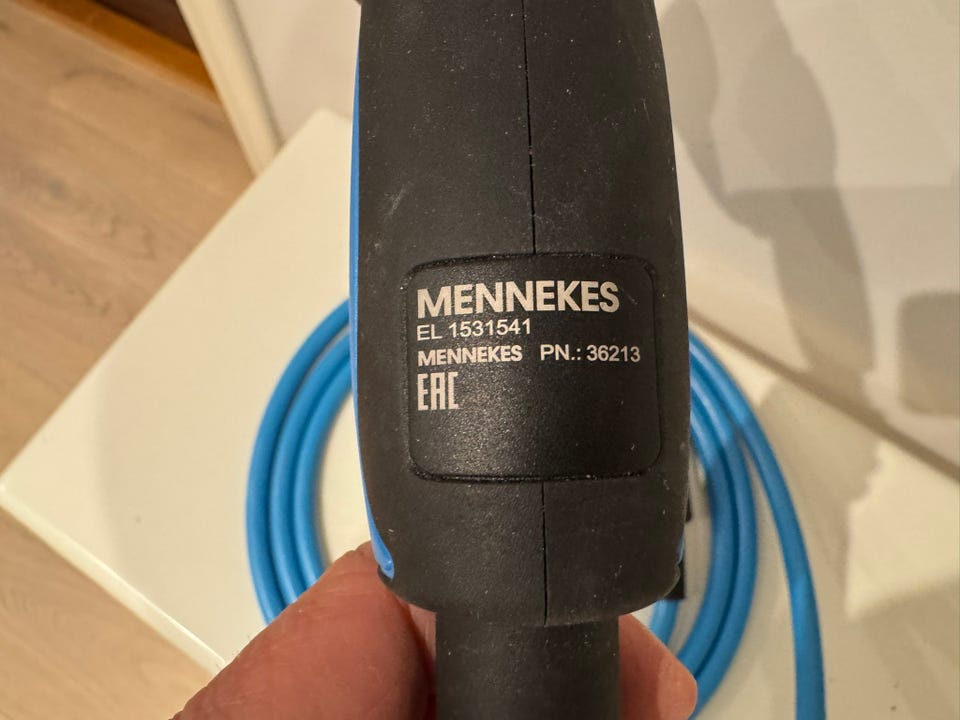 MENNEKES
EL 1531541
MENNEKES PN.: 36213
EAC